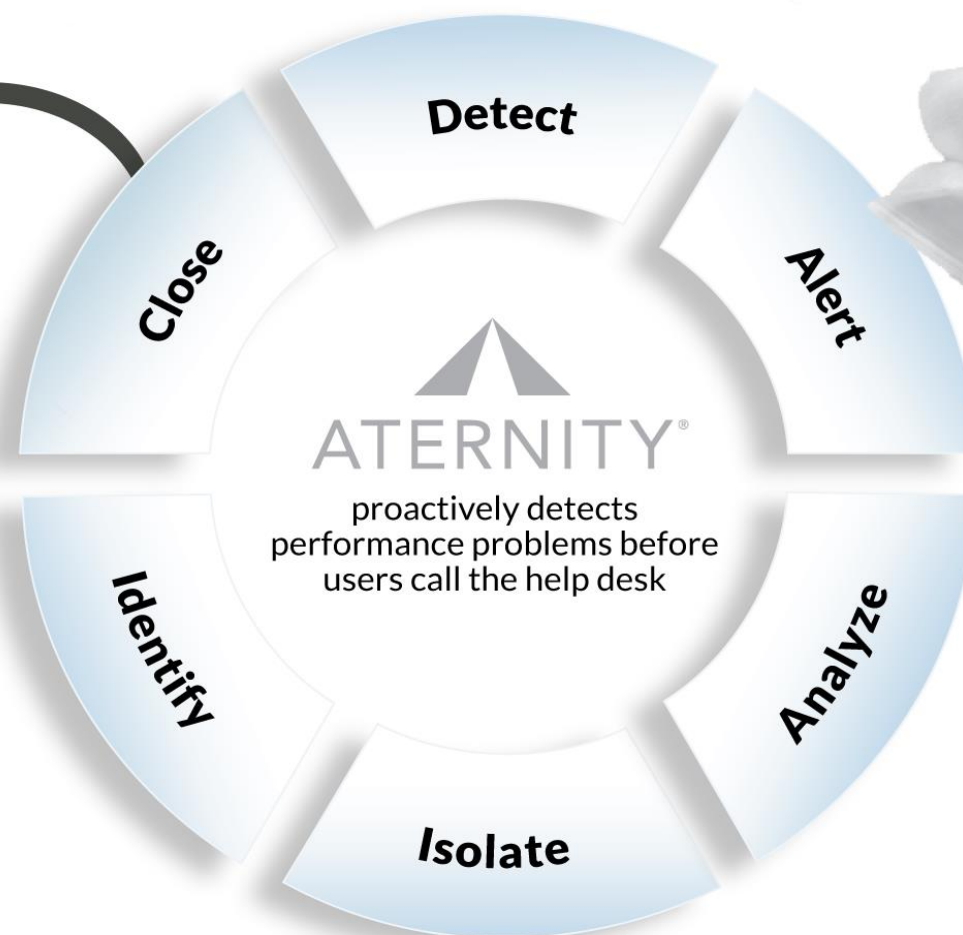 Detect
Alert
Analyze
Isolate
Identify
Close
ATERNITY®
proactively detects
performance problems before
users call the help desk